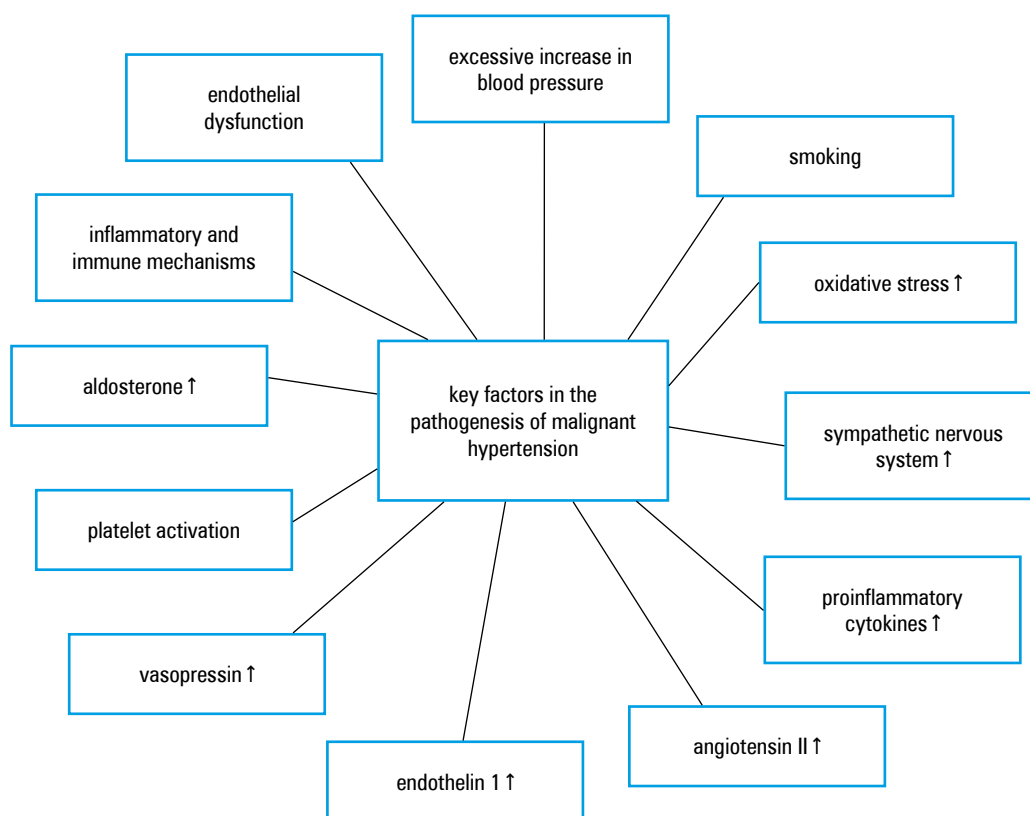 excessive increase in
blood pressure
endothelial
dysfunction
smoking
inflammatory and
immune mechanisms
oxidative stress ↑
aldosterone ↑
key factors in the
pathogenesis of malignant
hypertension
sympathetic nervous
system ↑
platelet activation
proinflammatory
cytokines ↑
vasopressin ↑
angiotensin II ↑
endothelin 1 ↑